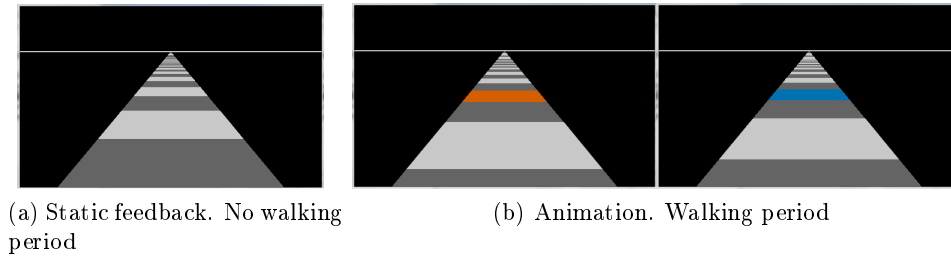 (a) Static feedback. No walking
period
(b) Animation. Walking period